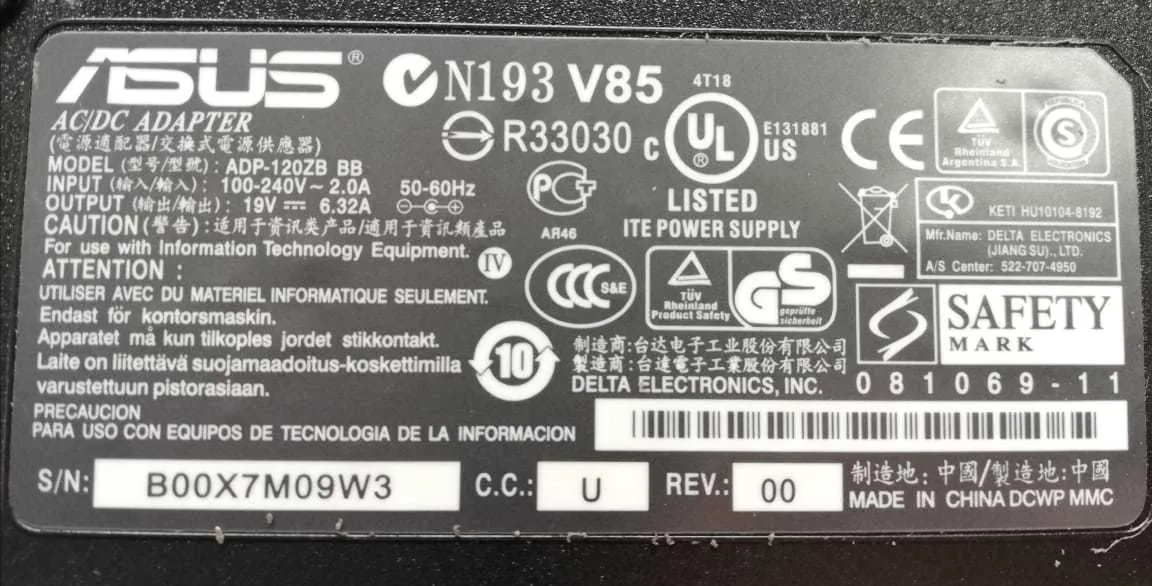 ASUS® N193 V85
AC/DC ADAPTER
(電源適配器/交換式電源供應器)
MODEL (型号/型號): ADP-120ZB BB
INPUT (輸入/輸入): 100-240V~2.0A 50-60Hz
OUTPUT (输出/輸出): 19V 6.32A
CAUTION (警告):适用于资讯类产品/適用于資訊類產品
For use with Information Technology Equipment.
ATTENTION :
UTILISER AVEC DU MATERIEL INFORMATIQUE SEULEMENT.
Endast för kontorsmaskin.
Apparatet må kun tilkoples jordet stikkontakt.
Laite on liitettävä suojamaadoitus-koskettimilla
varustettuun pistorasiaan.
PRECAUCION
PARA USO CON EQUIPOS DE TECNOLOGIA DE LA INFORMACION
R33030
4T18
c UL® US
E131881
LISTED
ITE POWER SUPPLY
CE
TÜV
Rheinland
Argentina S.A.
S
PCT
AR46
IV
CCC S&E
TÜV
Rheinland
Product Safety
GS
geprüfte
sicherheit
KETI HU10104-8192
Mfr.Name: DELTA ELECTRONICS
(JIANG SU)., LTD.
A/S Center: 522-707-4950
SAFETY
MARK
081069-11
10
制造商:台达电子工业股份有限公司
製造商:台達電子工業股份有限公司
DELTA ELECTRONICS, INC.
S/N: B00X7M09W3 C.C.: U REV.: 00
制造地: 中國/製造地:中國
MADE IN CHINA DCWP MMC